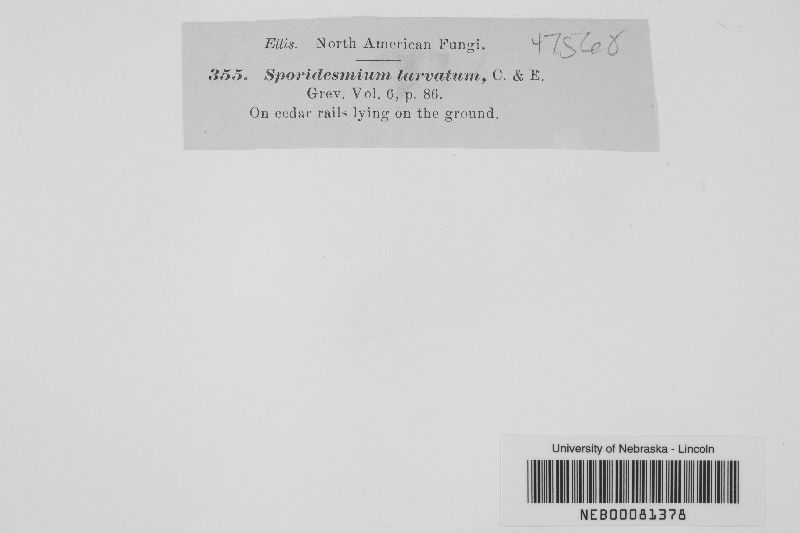 Ellis. North American Fungi.
475608
355. Sporidesmium larvatum, C. & E.
Grev. Vol. 6, p. 86.
On cedar rails lying on the ground.
University of Nebraska - Lincoln
NEB00081378